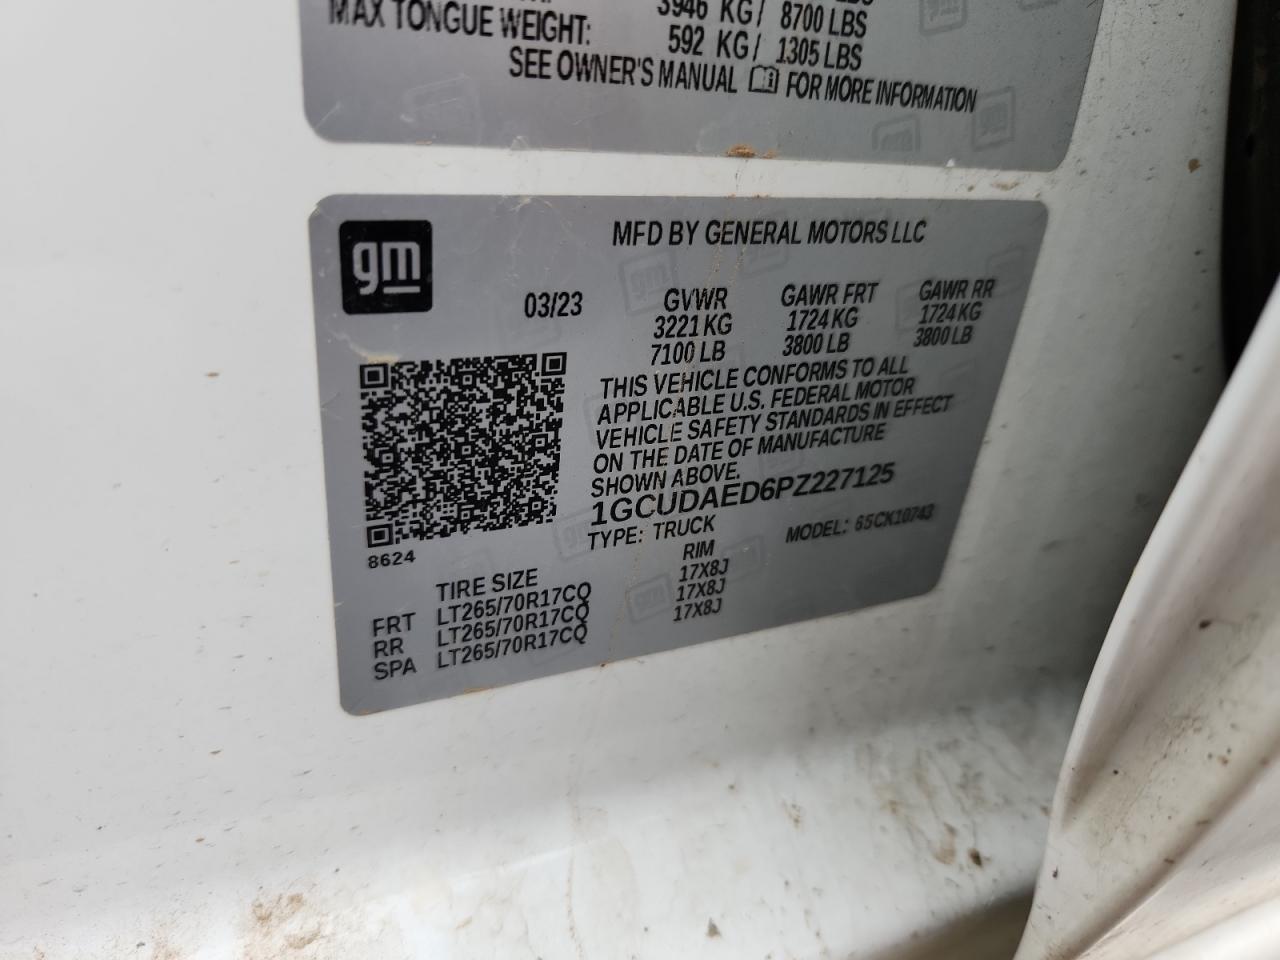 3946 KG/ 8700 LBS
MAX TONGUE WEIGHT: 592 KG/ 1305 LBS
SEE OWNER'S MANUAL FOR MORE INFORMATION
gm
MFD BY GENERAL MOTORS LLC
03/23 GVWR GAWR FRT GAWR RR
3221 KG 1724 KG 1724 KG
7100 LB 3800 LB 3800 LB
THIS VEHICLE CONFORMS TO ALL
APPLICABLE U.S. FEDERAL MOTOR
VEHICLE SAFETY STANDARDS IN EFFECT
ON THE DATE OF MANUFACTURE
SHOWN ABOVE.
1GCUDAED6PZ227125
TYPE: TRUCK MODEL: 65CK10743
8624
TIRE SIZE RIM
FRT LT265/70R17CQ 17X8J
RR LT265/70R17CQ 17X8J
SPA LT265/70R17CQ 17X8J